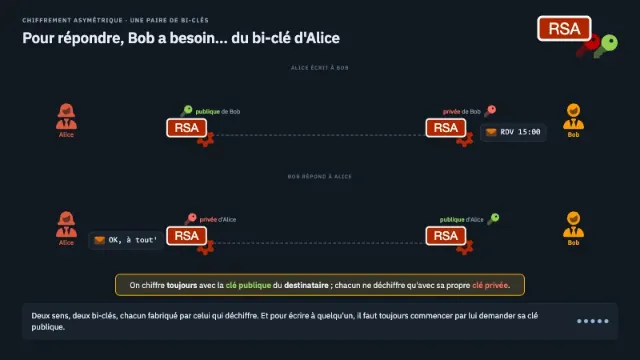 CHIFFREMENT ASYMÉTRIQUE · UNE PAIRE DE BI-CLÉS
Pour répondre, Bob a besoin... du bi-clé d'Alice
RSA
ALICE ÉCRIT À BOB
publique de Bob
privée de Bob
RSA
RSA
RDV 15:00
Alice
Bob
BOB RÉPOND À ALICE
privée d'Alice
publique d'Alice
OK, à tout'
RSA
RSA
Alice
Bob
On chiffre toujours avec la clé publique du destinataire ; chacun ne déchiffre qu'avec sa propre clé privée.
Deux sens, deux bi-clés, chacun fabriqué par celui qui déchiffre. Et pour écrire à quelqu'un, il faut toujours commencer par lui demander sa clé
publique.